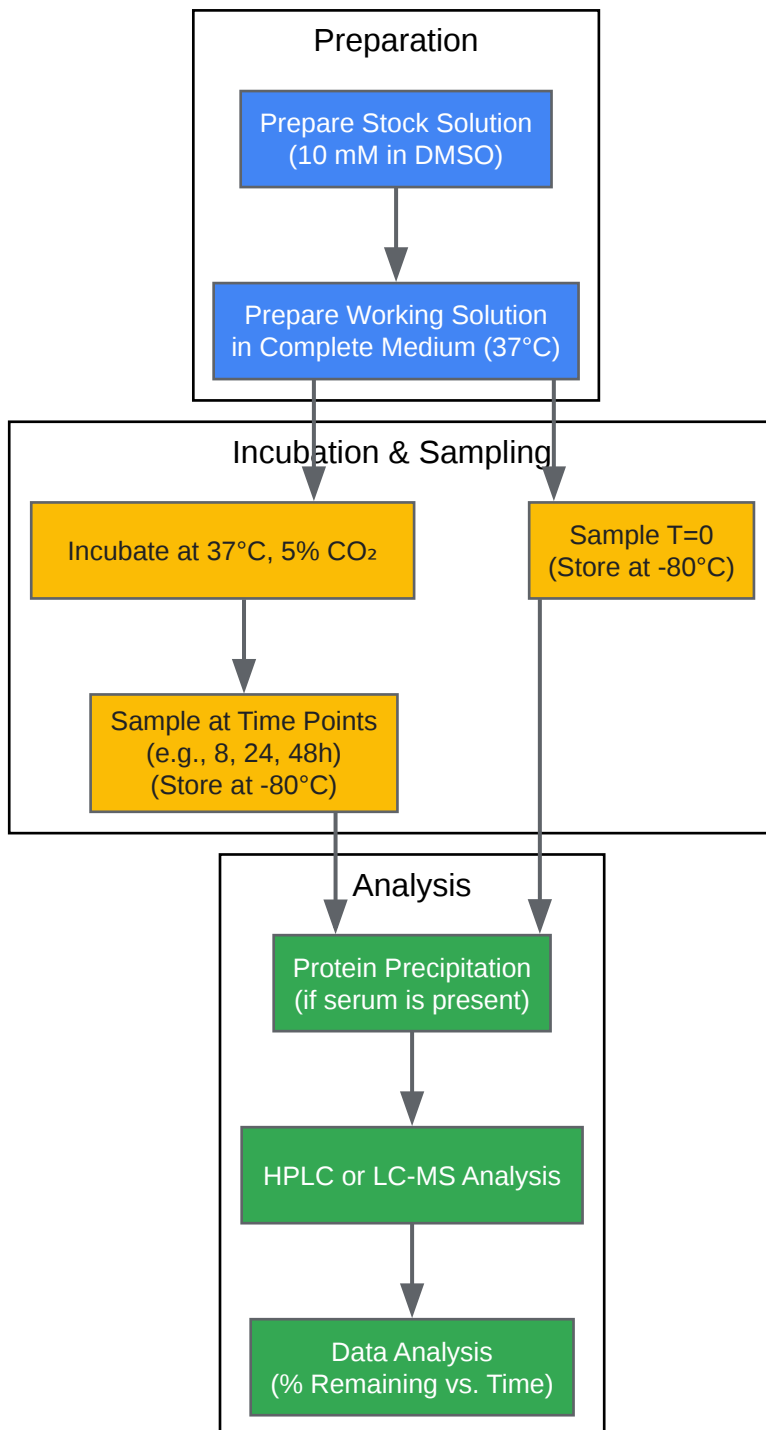 Preparation
Prepare Stock Solution
(10 mM in DMSO)
Prepare Working Solution
in Complete Medium (37°C)
Incubation & Sampling
Incubate at 37°C, 5% CO₂
Sample T=0
(Store at -80°C)
Sample at Time Points
(e.g., 8, 24, 48h)
(Store at -80°C)
Analysis
Protein Precipitation
(if serum is present)
HPLC or LC-MS Analysis
Data Analysis
(% Remaining vs. Time)